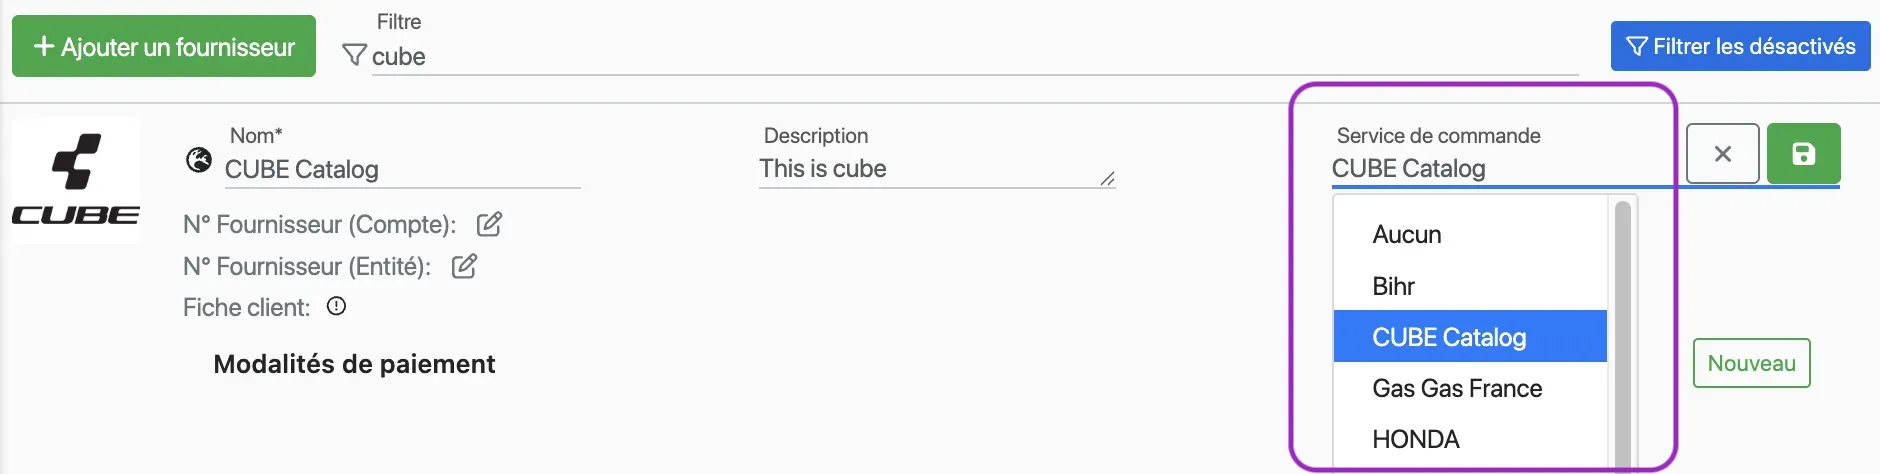 + Ajouter un fournisseur
Filtre
cube
Filtrer les désactivés
CUBE
Nom*
CUBE Catalog
Description
This is cube
Service de commande
CUBE Catalog
N° Fournisseur (Compte):
N° Fournisseur (Entité):
Fiche client:
Modalités de paiement
Aucun
Bihr
CUBE Catalog
Gas Gas France
HONDA
Nouveau